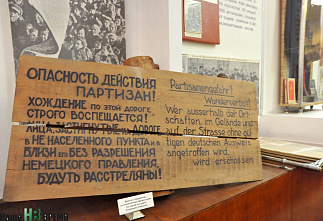 ОПАСНОСТЬ ДЕЙСТВИЯ
ПАРТИЗАН!
ХОЖДЕНИЕ ПО ЭТОЙ ДОРОГЕ
СТРОГО ВОСПЕЩАЕТСЯ!
ЛИЦА, ЗАСТИГНУТЫЕ НА ДОРОГЕ
В НЕ НАСЕЛЕННОГО ПУНКТА И В
БЛИЗИ ЕГО БЕЗ РАЗРЕШЕНИЯ
НЕМЕЦКОГО ПРАВЛЕНИЯ,
БУДУТ РАССТРЕЛЯНЫ!
Partisanengefahr!
Wanderverbot!
Wer ausserhalb der Ort-
schaften, im Gelände und
auf der Strasse ohne gül
tigen deutschen Ausweis
angetroffen wird,
wird erschossen